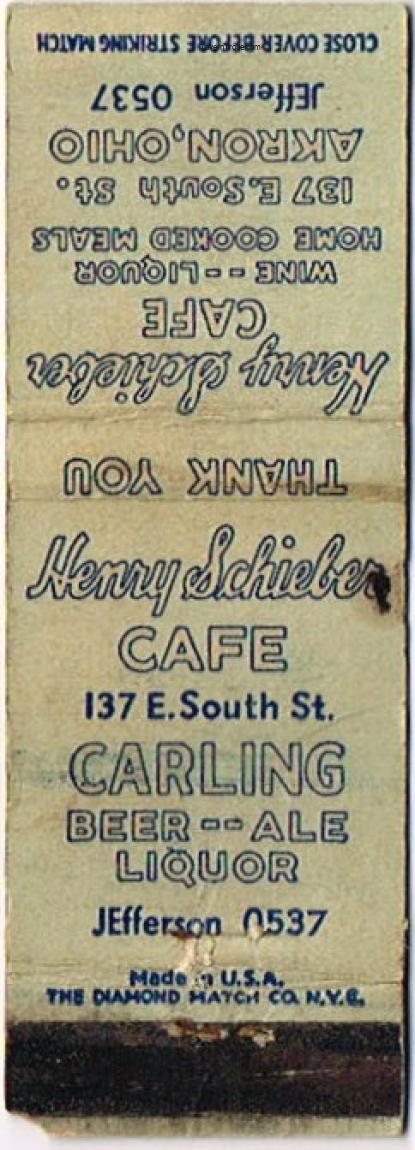 CLOSE COVER BEFORE STRIKING MATCH
JEfferson 0537
AKRON, OHIO
137 E. South St.
HOME COOKED MEALS
WINE -- LIQUOR
CAFE
Henry Schieber
THANK YOU
Henry Schieber
CAFE
137 E. South St.
CARLING
BEER -- ALE
LIQUOR
JEfferson 0537
Made in U.S.A.
THE DIAMOND MATCH CO. N.Y.C.